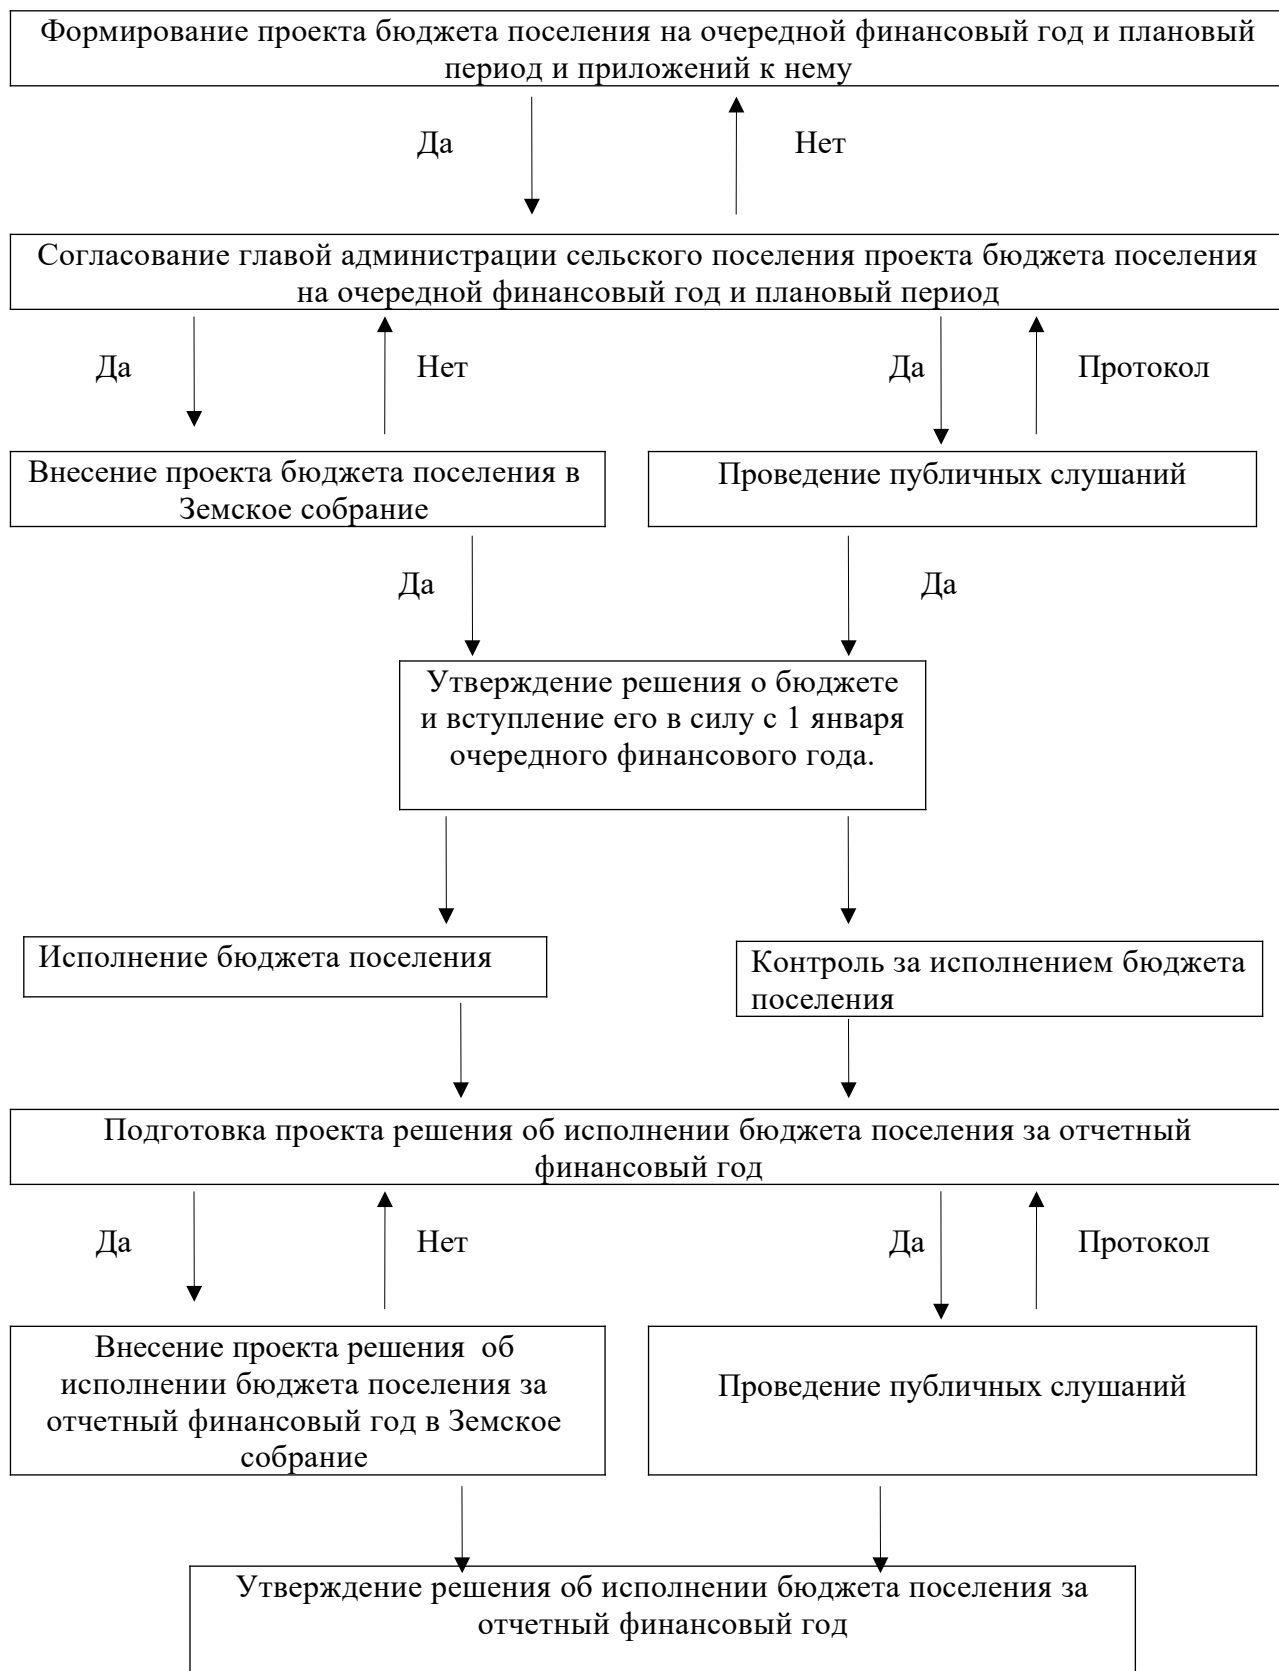 Формирование проекта бюджета поселения на очередной финансовый год и плановый
период и приложений к нему
Да
Нет
Согласование главой администрации сельского поселения проекта бюджета поселения
на очередной финансовый год и плановый период
Да
Нет
Да
Протокол
Внесение проекта бюджета поселения в
Земское собрание
Проведение публичных слушаний
Да
Да
Утверждение решения о бюджете
и вступление его в силу с 1 января
очередного финансового года.
Исполнение бюджета поселения
Контроль за исполнением бюджета
поселения
Подготовка проекта решения об исполнении бюджета поселения за отчетный
финансовый год
Да
Нет
Да
Протокол
Внесение проекта решения  об
исполнении бюджета поселения за
отчетный финансовый год в Земское
собрание
Проведение публичных слушаний
Утверждение решения об исполнении бюджета поселения за
отчетный финансовый год